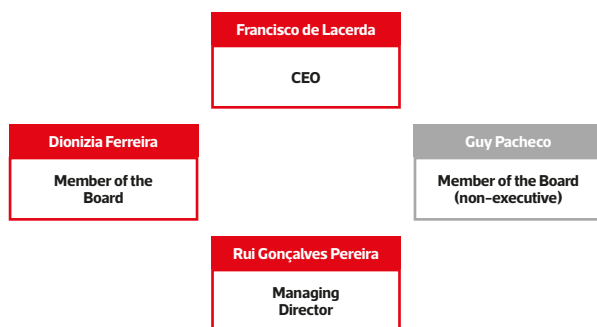 Francisco de Lacerda
CEO
Dionizia Ferreira
Member of the
Board
Guy Pacheco
Member of the Board
(non-executive)
Rui Gonçalves Pereira
Managing
Director